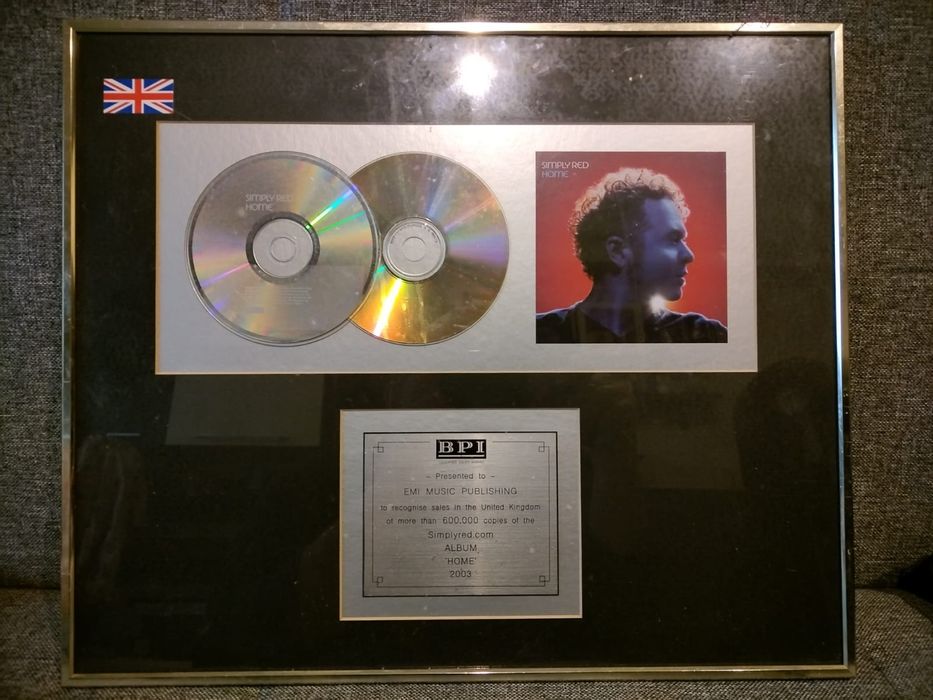 SIMPLY RED
HOME
SIMPLY RED
HOME
BPI
- Presented to -
EMI MUSIC PUBLISHING
to recognise sales in the United Kingdom
of more than 600,000 copies of the
Simplyred.com
ALBUM
"HOME"
2003